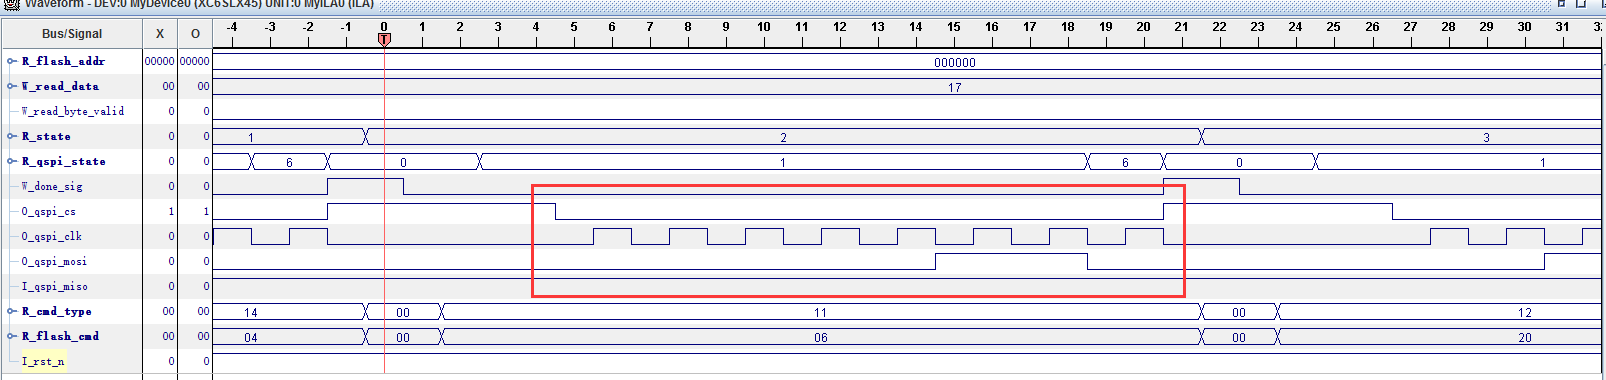 Waveform - DEV:0 MyDevice0 (XC6SLX45) UNIT:0 MyILA0 (ILA)
Bus/Signal X O -4 -3 -2 -1 0 1 2 3 4 5 6 7 8 9 10 11 12 13 14 15 16 17 18 19 20 21 22 23 24 25 26 27 28 29 30 31
T
R_flash_addr 00000 00000 000000
W_read_data 00 00 17
W_read_byte_valid 0 0
R_state 0 0 1 2 3
R_qspi_state 0 0 6 0 1 6 0 1
W_done_sig 0 0
O_qspi_cs 1 1
O_qspi_clk 0 0
O_qspi_mosi 0 0
I_qspi_miso 0 0
R_cmd_type 00 00 14 00 11 00 12
R_flash_cmd 00 00 04 00 06 00 20
I_rst_n 0 0